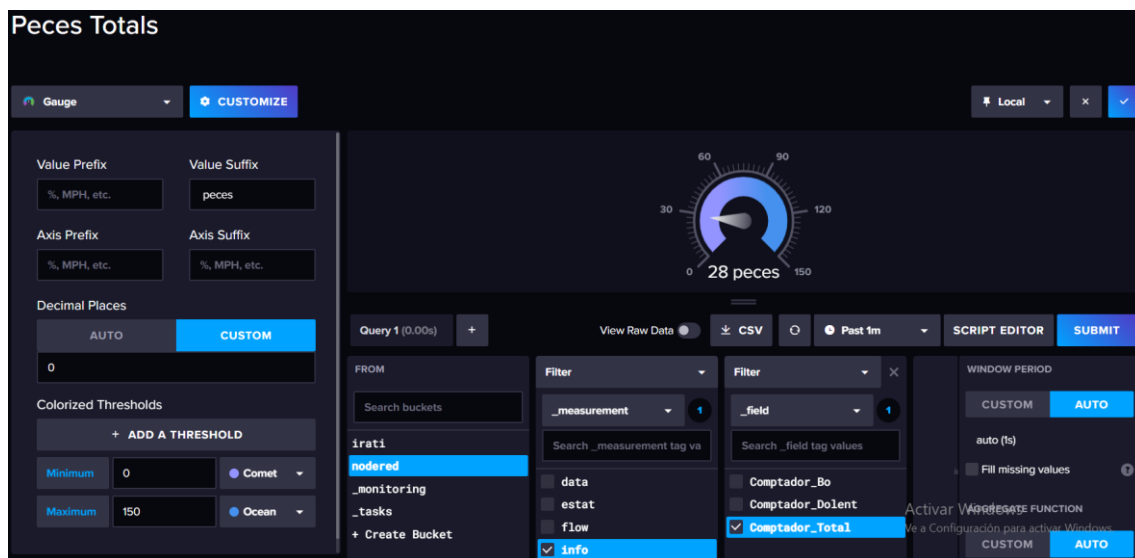 Peces Totals
Gauge
CUSTOMIZE
Local
×
Value Prefix
Value Suffix
%, MPH, etc.
peces
Axis Prefix
Axis Suffix
%, MPH, etc.
%, MPH, etc.
Decimal Places
AUTO
CUSTOM
0
Colorized Thresholds
+ ADD A THRESHOLD
Minimum
0
Comet
Maximum
150
Ocean
60
90
30
120
0
28 peces
150
Query 1 (0.00s)
+
View Raw Data
CSV
Past 1m
SCRIPT EDITOR
SUBMIT
FROM
Search buckets
irati
nodered
_monitoring
_tasks
+ Create Bucket
Filter
_measurement
1
Search _measurement tag va
data
estat
flow
info
Filter
×
_field
1
Search _field tag values
Comptador_Bo
Comptador_Dolent
Comptador_Total
WINDOW PERIOD
CUSTOM
AUTO
auto (1s)
Fill missing values
?
AGGREGATE FUNCTION
CUSTOM
AUTO
Activar Windows
Ve a Configuración para activar Windows.